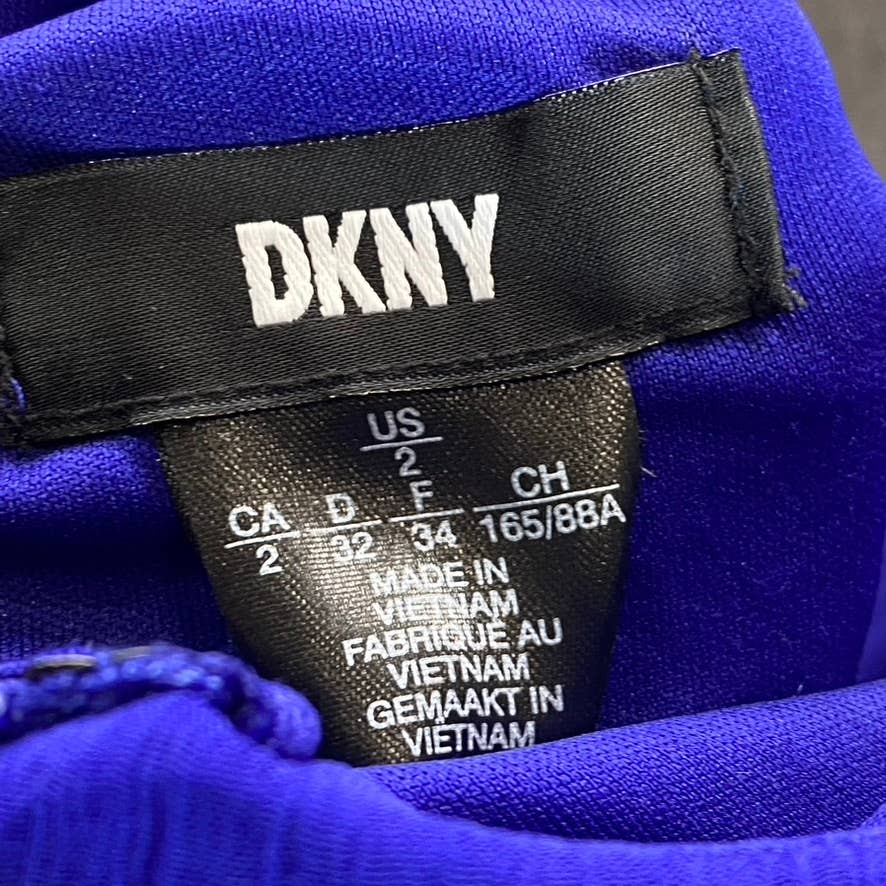 DKNY
US
2
CA D F CH
2 32 34 165/88A
MADE IN
VIETNAM
FABRIQUÉ AU
VIETNAM
GEMAAKT IN
VIETNAM